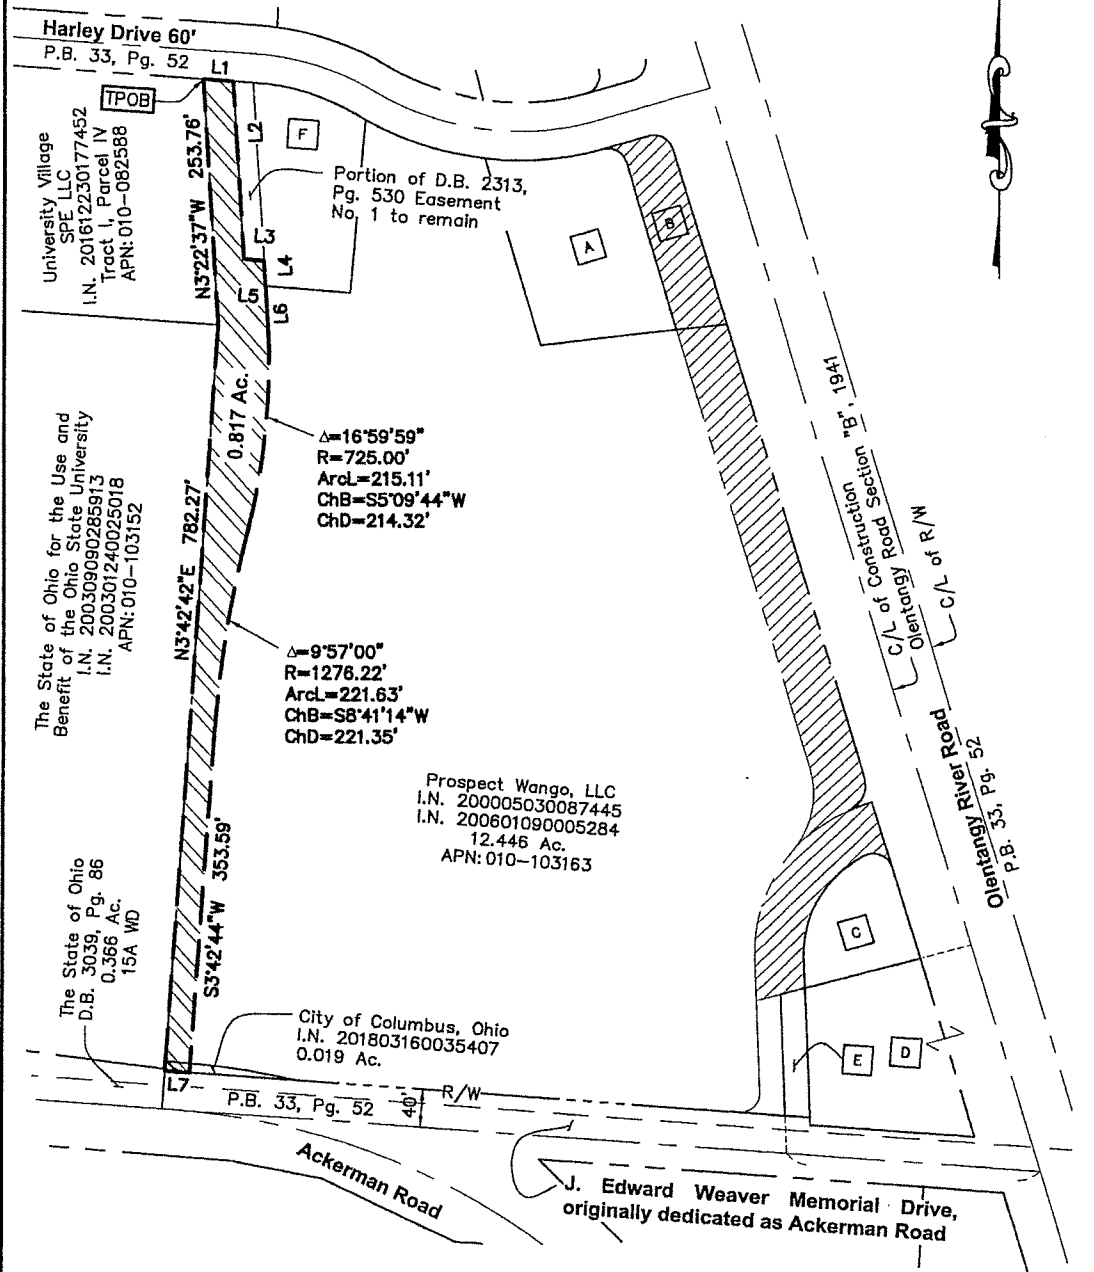 Harley Drive 60'
P.B. 33, Pg. 52
L1
TPOB
L2
F
Portion of D.B. 2313,
Pg. 530 Easement
No. 1 to remain
University Village
SPE LLC
I.N. 201612230177452
Tract I, Parcel IV
APN: 010-082588
N3°22'37"W 253.76'
L3
L4
L5
L6
A
B
0.817 Ac.
Δ=16°59'59"
R=725.00'
ArcL=215.11'
ChB=S5°09'44"W
ChD=214.32'
The State of Ohio for the Use and
Benefit of the Ohio State University
I.N. 200309090285913
I.N. 200301240025018
APN: 010-103152
N3°42'42"E 782.27'
Δ=9°57'00"
R=1276.22'
ArcL=221.63'
ChB=S8°41'14"W
ChD=221.35'
C/L of Construction
Olentangy Road Section "B", 1941
C/L of R/W
Olentangy River Road
P.B. 33, Pg. 52
Prospect Wango, LLC
I.N. 200005030087445
I.N. 200601090005284
12.446 Ac.
APN: 010-103163
S3°42'44"W 353.59'
The State of Ohio
D.B. 3039, Pg. 86
0.366 Ac.
15A WD
City of Columbus, Ohio
I.N. 201803160035407
0.019 Ac.
C
D
E
L7
P.B. 33, Pg. 52
40'
R/W
Ackerman Road
J. Edward Weaver Memorial Drive,
originally dedicated as Ackerman Road